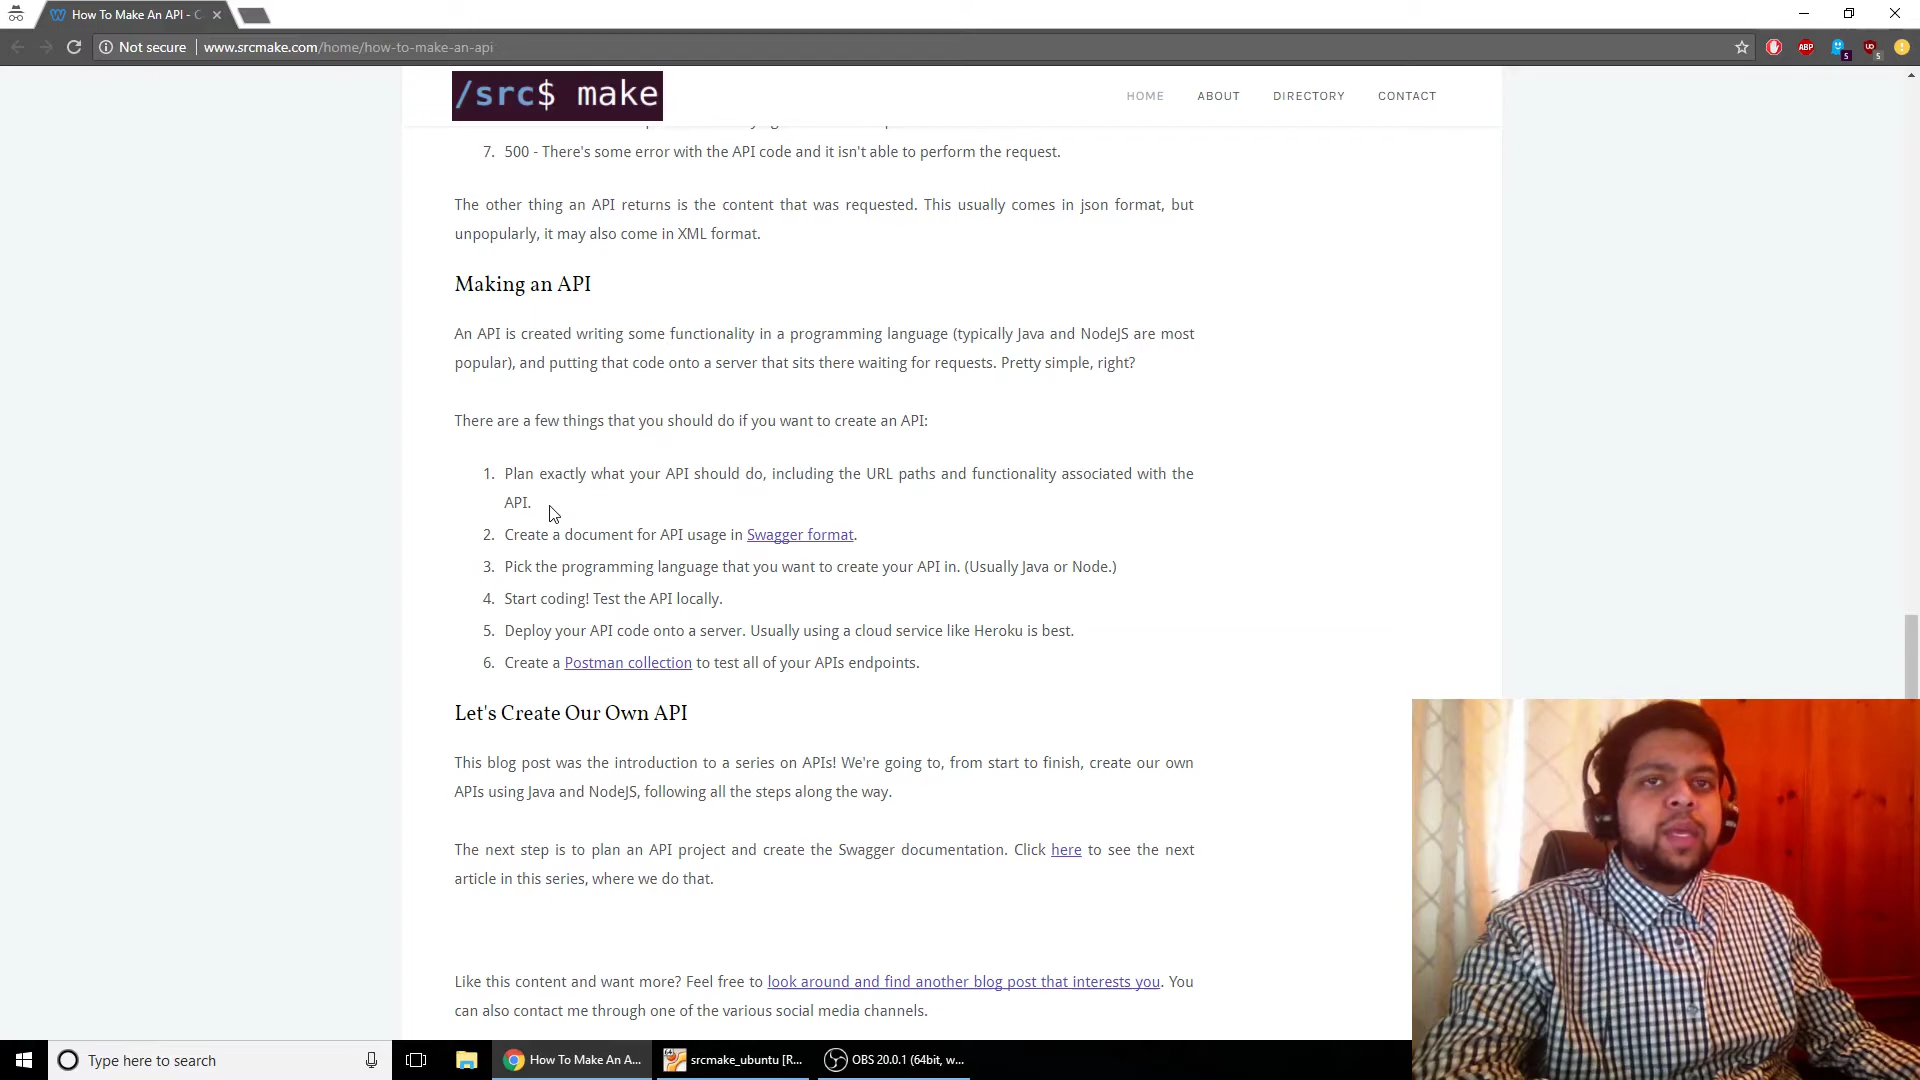 How To Make An API - C
Not secure
www.srcmake.com/home/how-to-make-an-api
ABP
/src$ make
HOME
ABOUT
DIRECTORY
CONTACT
7. 500 - There's some error with the API code and it isn't able to perform the request.
The other thing an API returns is the content that was requested. This usually comes in json format, but
unpopularly, it may also come in XML format.
Making an API
An API is created writing some functionality in a programming language (typically Java and NodeJS are most
popular), and putting that code onto a server that sits there waiting for requests. Pretty simple, right?
There are a few things that you should do if you want to create an API:
1. Plan exactly what your API should do, including the URL paths and functionality associated with the
API.
2. Create a document for API usage in Swagger format.
3. Pick the programming language that you want to create your API in. (Usually Java or Node.)
4. Start coding! Test the API locally.
5. Deploy your API code onto a server. Usually using a cloud service like Heroku is best.
6. Create a Postman collection to test all of your APIs endpoints.
Let's Create Our Own API
This blog post was the introduction to a series on APIs! We're going to, from start to finish, create our own
APIs using Java and NodeJS, following all the steps along the way.
The next step is to plan an API project and create the Swagger documentation. Click here to see the next
article in this series, where we do that.
Like this content and want more? Feel free to look around and find another blog post that interests you. You
can also contact me through one of the various social media channels.
Type here to search
How To Make An A...
srcmake_ubuntu [R...
OBS 20.0.1 (64bit, w...